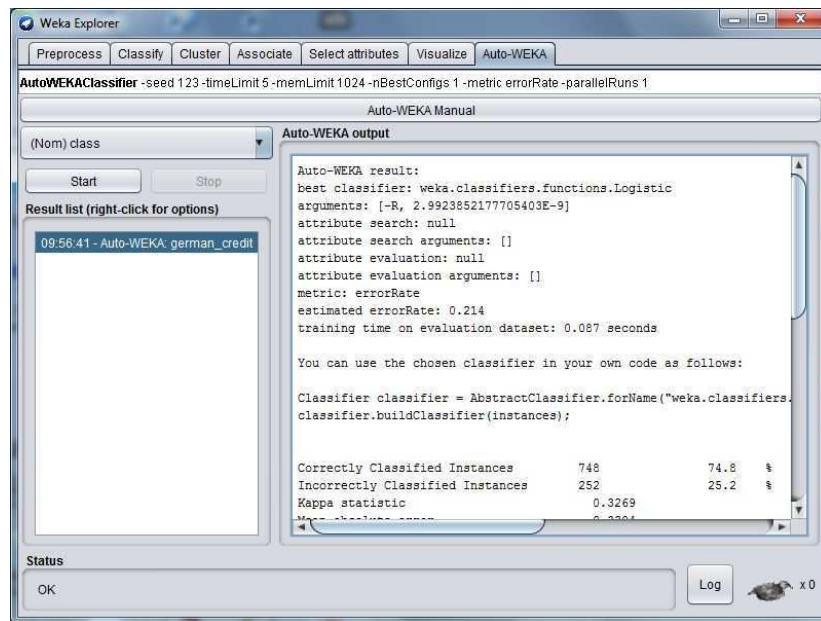 Weka Explorer
Preprocess Classify Cluster Associate Select attributes Visualize Auto-WEKA
AutoWEKAClassifier -seed 123 -timeLimit 5 -memLimit 1024 -nBestConfigs 1 -metric errorRate -parallelRuns 1
Auto-WEKA Manual
(Nom) class
Start Stop
Result list (right-click for options)
09:56:41 - Auto-WEKA: german_credit
Auto-WEKA output
Auto-WEKA result:
best classifier: weka.classifiers.functions.Logistic
arguments: [-R, 2.9923852177705403E-9]
attribute search: null
attribute search arguments: []
attribute evaluation: null
attribute evaluation arguments: []
metric: errorRate
estimated errorRate: 0.214
training time on evaluation dataset: 0.087 seconds
You can use the chosen classifier in your own code as follows:
Classifier classifier = AbstractClassifier.forName("weka.classifiers.
classifier.buildClassifier(instances);
Correctly Classified Instances 748 74.8 %
Incorrectly Classified Instances 252 25.2 %
Kappa statistic 0.3269
Status
OK
Log
x 0